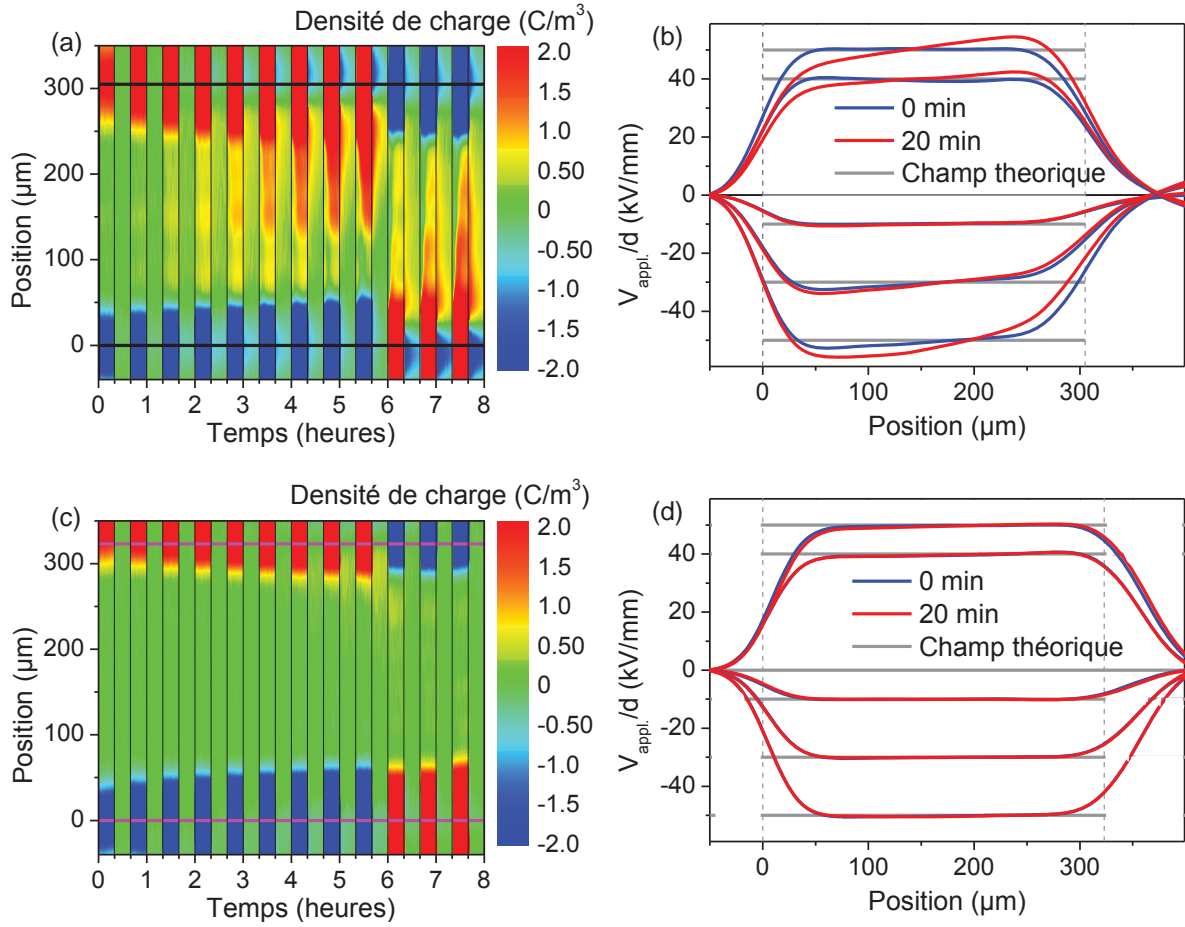 Densité de charge (C/m³)
(a)
Position (µm)
300
200
100
0
0 1 2 3 4 5 6 7 8
Temps (heures)
2.0
1.5
1.0
0.50
0
-0.50
-1.0
-1.5
-2.0
(b)
V appl./d (kV/mm)
40
20
0
-20
-40
0 min
20 min
Champ theorique
0 100 200 300
Position (µm)
Densité de charge (C/m³)
(c)
Position (µm)
300
200
100
0
0 1 2 3 4 5 6 7 8
Temps (heures)
2.0
1.5
1.0
0.50
0
-0.50
-1.0
-1.5
-2.0
(d)
V appl./d (kV/mm)
40
20
0
-20
-40
0 min
20 min
Champ théorique
0 100 200 300
Position (µm)